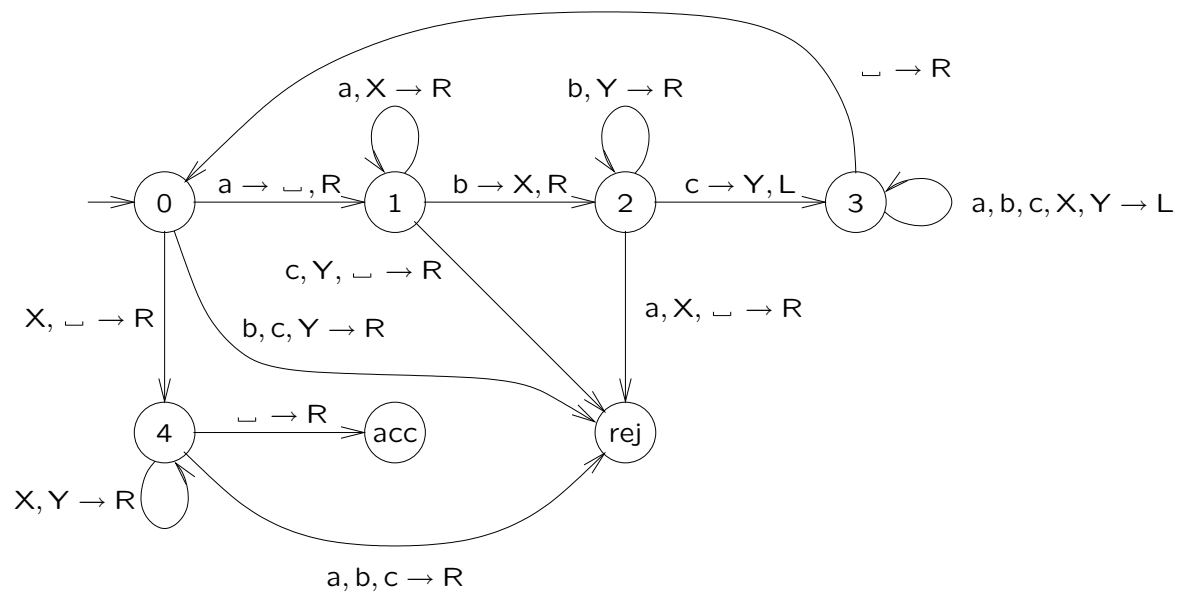 ␣ → R
a, X → R
b, Y → R
0
a → ␣, R
1
b → X, R
2
c → Y, L
3
a, b, c, X, Y → L
c, Y, ␣ → R
X, ␣ → R
b, c, Y → R
a, X, ␣ → R
4
␣ → R
acc
rej
X, Y → R
a, b, c → R